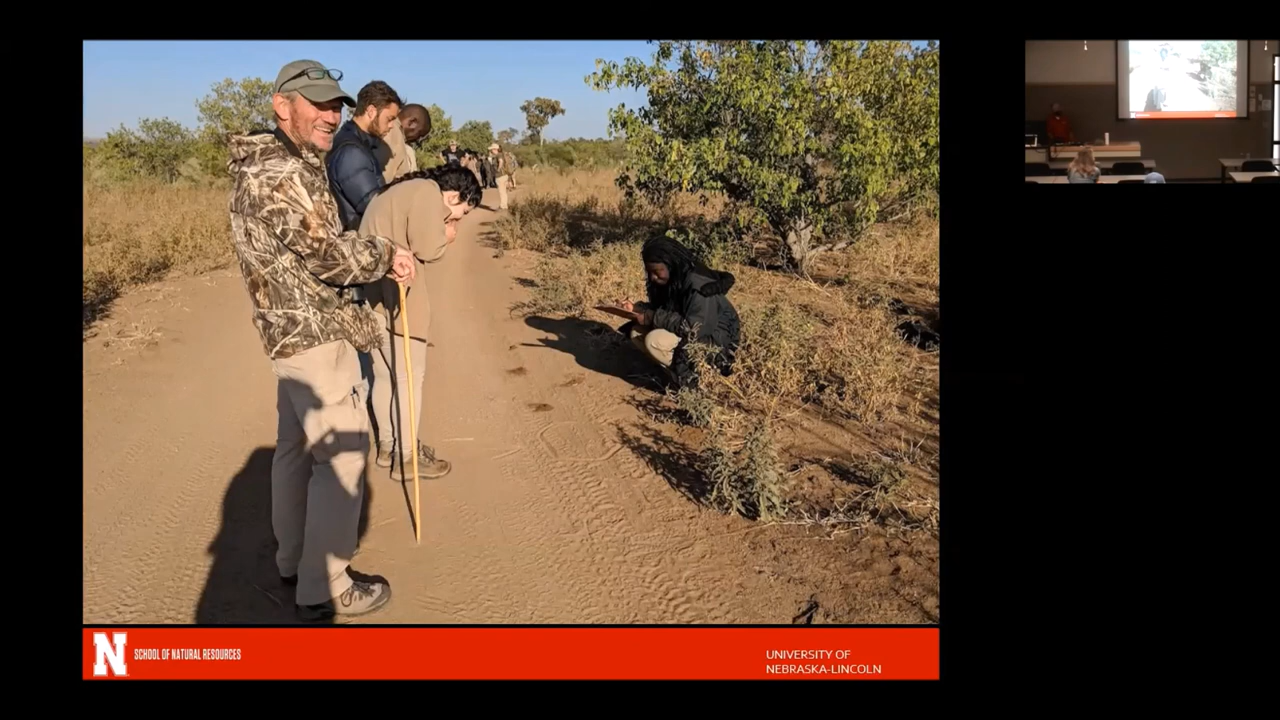 N
SCHOOL OF NATURAL RESOURCES
UNIVERSITY OF
NEBRASKA-LINCOLN